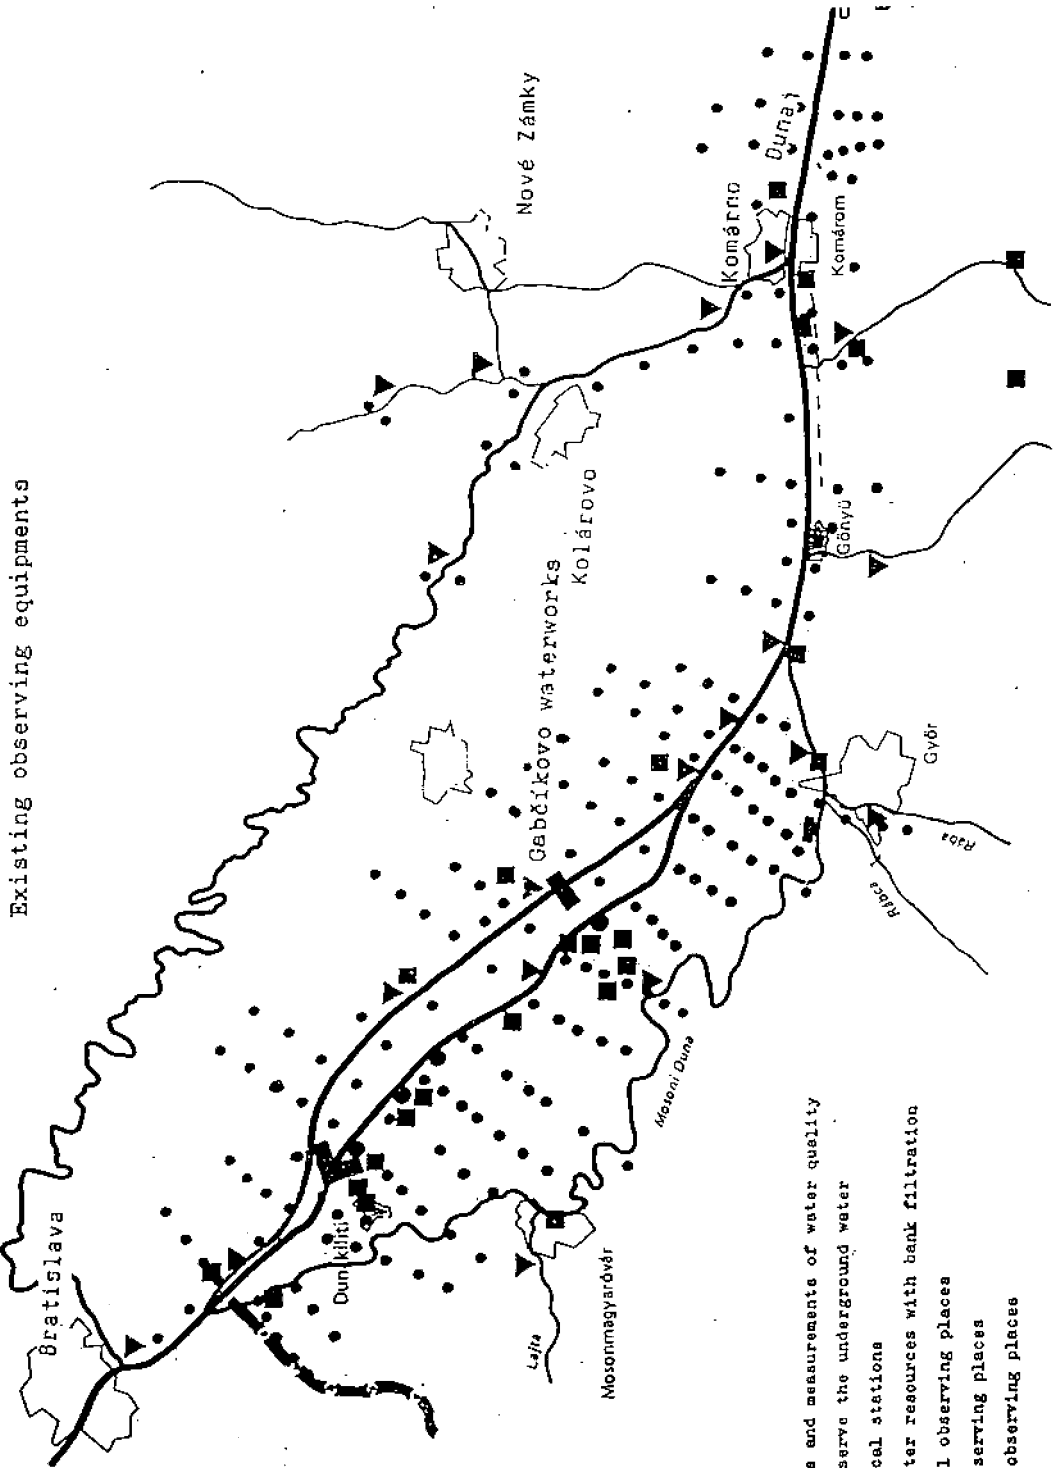 Existing observing equipments
Bratislava
Dunakiliti
Lajta
Mosonmagyaróvár
Mosoni Duna
Gabčíkovo waterworks
Kolárovo
Nové Zámky
Komárno
Dunaj
Komárom
Gönyü
Győr
Rába
Rábca
s and measurements of water quality
serve the underground water
cal stations
ter resources with bank filtration
l observing places
serving places
observing places